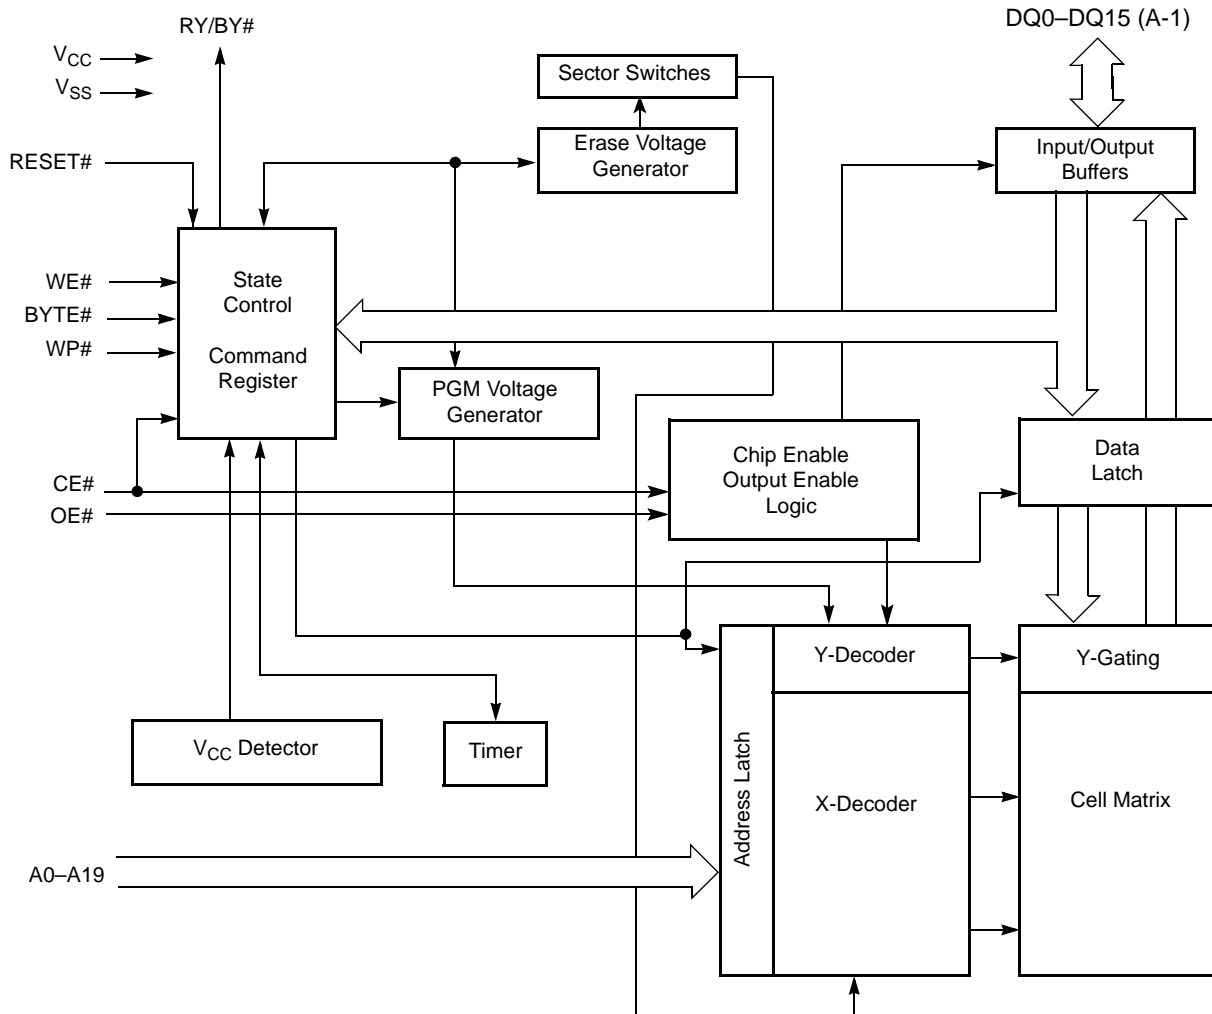 RY/BY#
DQ0–DQ15 (A-1)
VCC
VSS
Sector Switches
Erase Voltage
Generator
Input/Output
Buffers
RESET#
WE#
BYTE#
WP#
State
Control
Command
Register
PGM Voltage
Generator
Chip Enable
Output Enable
Logic
Data
Latch
CE#
OE#
Y-Decoder
Y-Gating
VCC Detector
Timer
Address Latch
X-Decoder
Cell Matrix
A0–A19